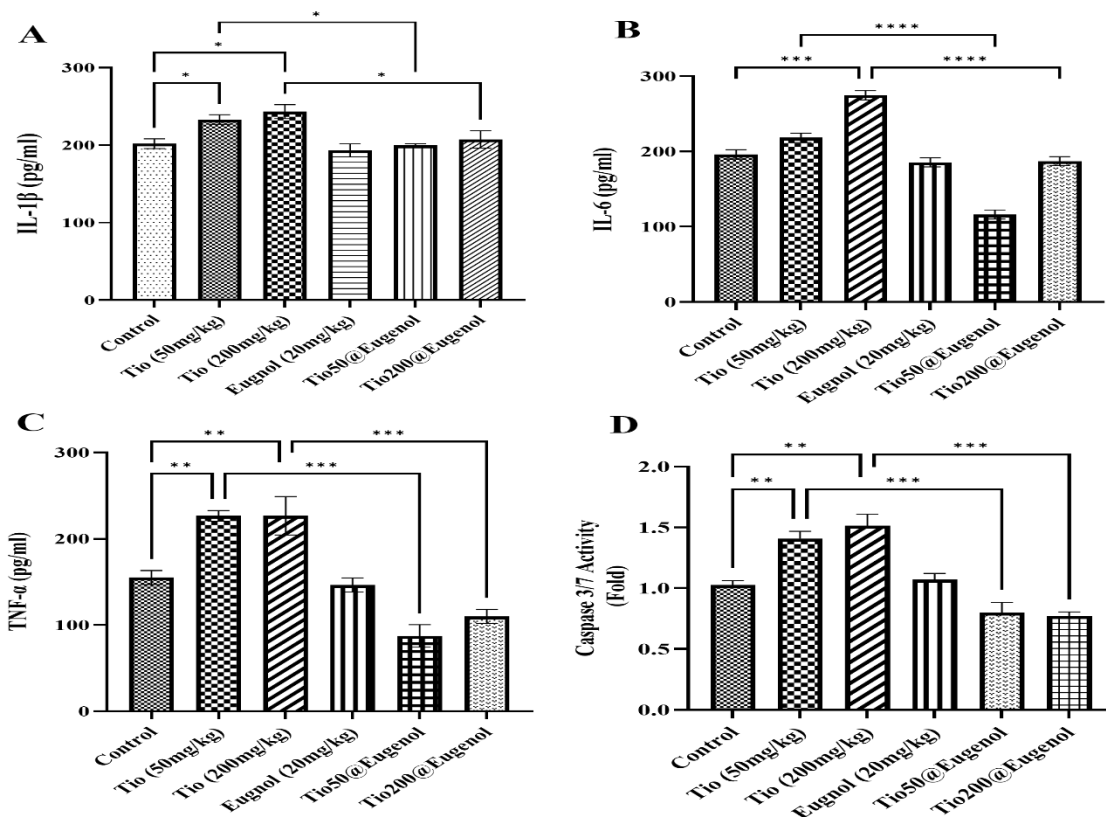 A
*
*
*
*
IL-1β (pg/ml)
300
200
100
0
Control
Tio (50mg/kg)
Tio (200mg/kg)
Eugnol (20mg/kg)
Tio50@Eugenol
Tio200@Eugenol
B
****
***
****
IL-6 (pg/ml)
300
200
100
0
Control
Tio (50mg/kg)
Tio (200mg/kg)
Eugnol (20mg/kg)
Tio50@Eugenol
Tio200@Eugenol
C
**
***
**
***
TNF-α (pg/ml)
300
200
100
0
Control
Tio (50mg/kg)
Tio (200mg/kg)
Eugnol (20mg/kg)
Tio50@Eugenol
Tio200@Eugenol
D
**
***
**
***
Caspase 3/7 Activity
(Fold)
2.0
1.5
1.0
0.5
0.0
Control
Tio (50mg/kg)
Tio (200mg/kg)
Eugnol (20mg/kg)
Tio50@Eugenol
Tio200@Eugenol